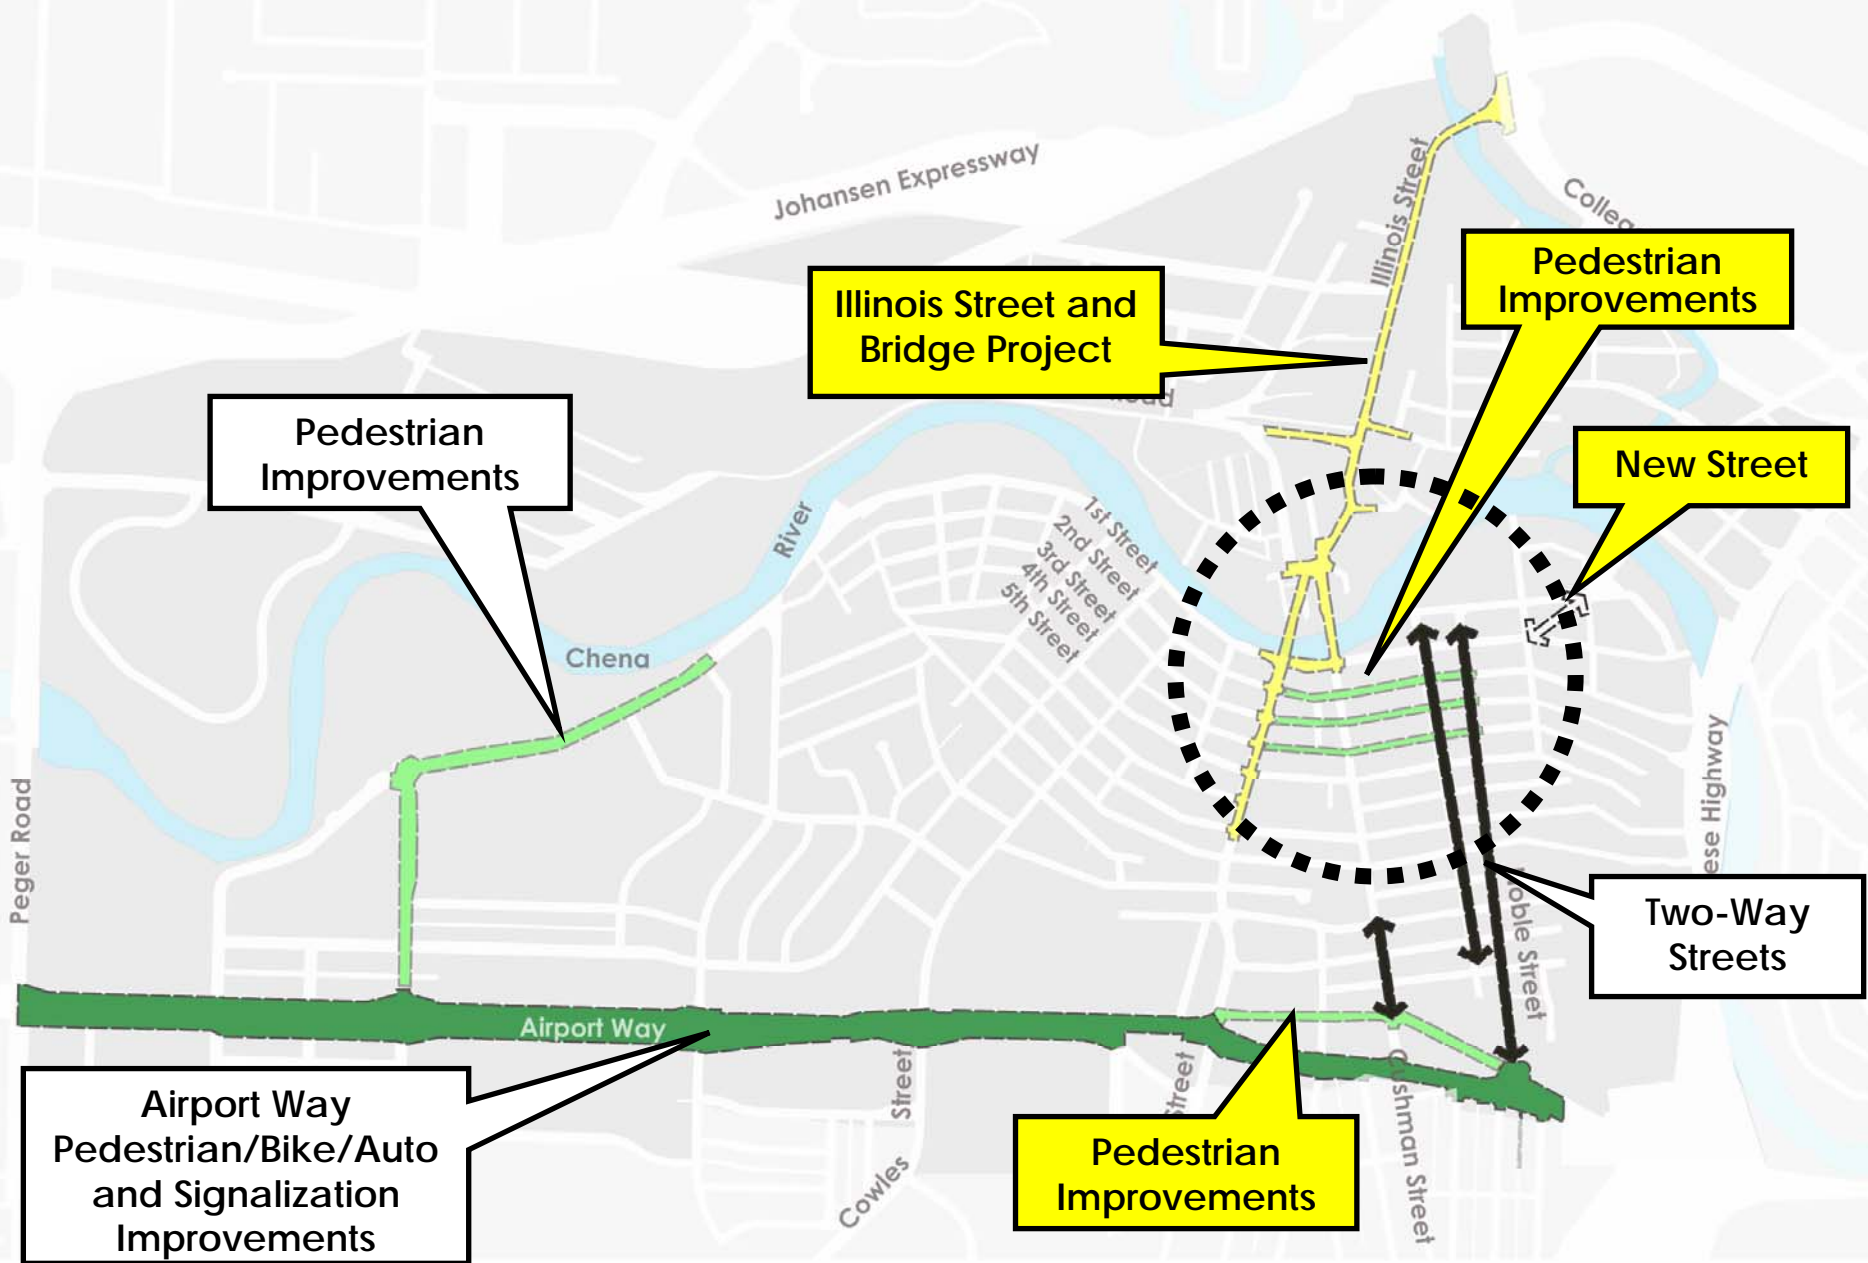 Johansen Expressway
Illinois Street
Pedestrian
Improvements
Illinois Street and
Bridge Project
Pedestrian
Improvements
New Street
River
1st Street
2nd Street
3rd Street
4th Street
5th Street
Chena
Peger Road
Two-Way
Streets
Street
Airport Way
Airport Way
Pedestrian/Bike/Auto
and Signalization
Improvements
Street
Cowles
Street
Pedestrian
Improvements
Cushman Street
Highway